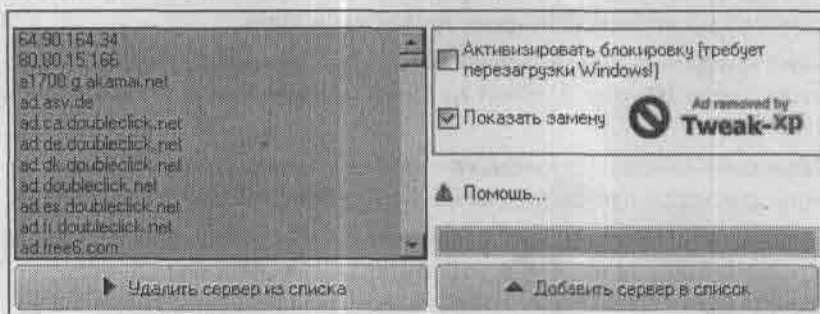 64.90.164.34
80.80.15.166
a1700.g.akamai.net
ad.asv.de
ad.ca.doubleclick.net
ad.de.doubleclick.net
ad.dk.doubleclick.net
ad.doubleclick.net
ad.es.doubleclick.net
ad.fr.doubleclick.net
ad.free6.com
Удалить сервер из списка
Активизировать блокировку (требует
перезагрузки Windows!)
Показать замену
Ad removed by
Tweak-XP
Помощь...
Добавить сервер в список